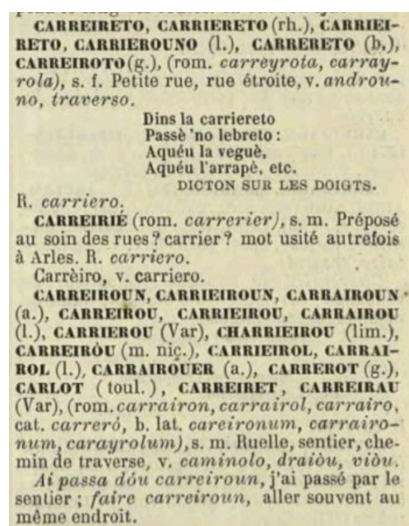 CARREIRETO, CARRIERETO (rh.), CARRIEI-
RETO, CARRIEROUNO (l.), CARRERETO (b.),
CARREIROTO (g.), (rom. carreyrota, carray-
rola), s. f. Petite rue, rue étroite, v. androu-
no, traverso.
Dins la carriereto
Passè 'no lebreto :
Aquéu la veguè,
Aquéu l'arrapè, etc.
DICTON SUR LES DOIGTS.
R. carriero.
CARREIRIÉ (rom. carrerier), s. m. Préposé
au soin des rues ? carrier ? mot usité autrefois
à Arles. R. carriero.
Carrèiro, v. carriero.
CARREIROUN, CARRIEIROUN, CARRAIROUN
(a.), CARREIROU, CARRIEIROU, CARRAIROU
(l.), CARRIEROU (Var), CHARRIEIROU (lim.),
CARREIRÒU (m. niç.), CARRIEIROL, CARRAI-
ROL (l.), CARRAIROUER (a.), CARREROT (g.),
CARLOT (toul.), CARREIRET, CARREIRAU
(Var), (rom. carrairon, carrairol, carrairo,
cat. carreró, b. lat. careironum, carrairo-
num, carayrolum), s. m. Ruelle, sentier, che-
min de traverse, v. caminolo, draiòu, viòu.
Ai passa dóu carreiroun, j'ai passé par le
sentier ; faire carreiroun, aller souvent au
même endroit.